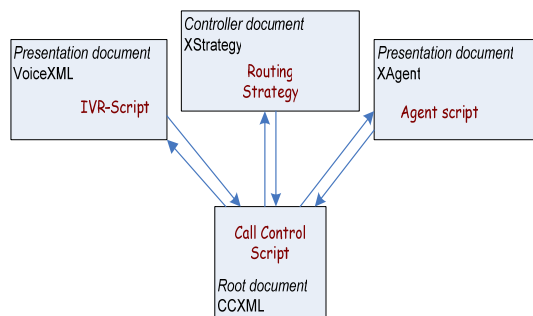 Presentation document
VoiceXML
IVR-Script
Controller document
XStrategy
Routing
Strategy
Presentation document
XAgent
Agent script
Call Control
Script
Root document
CCXML